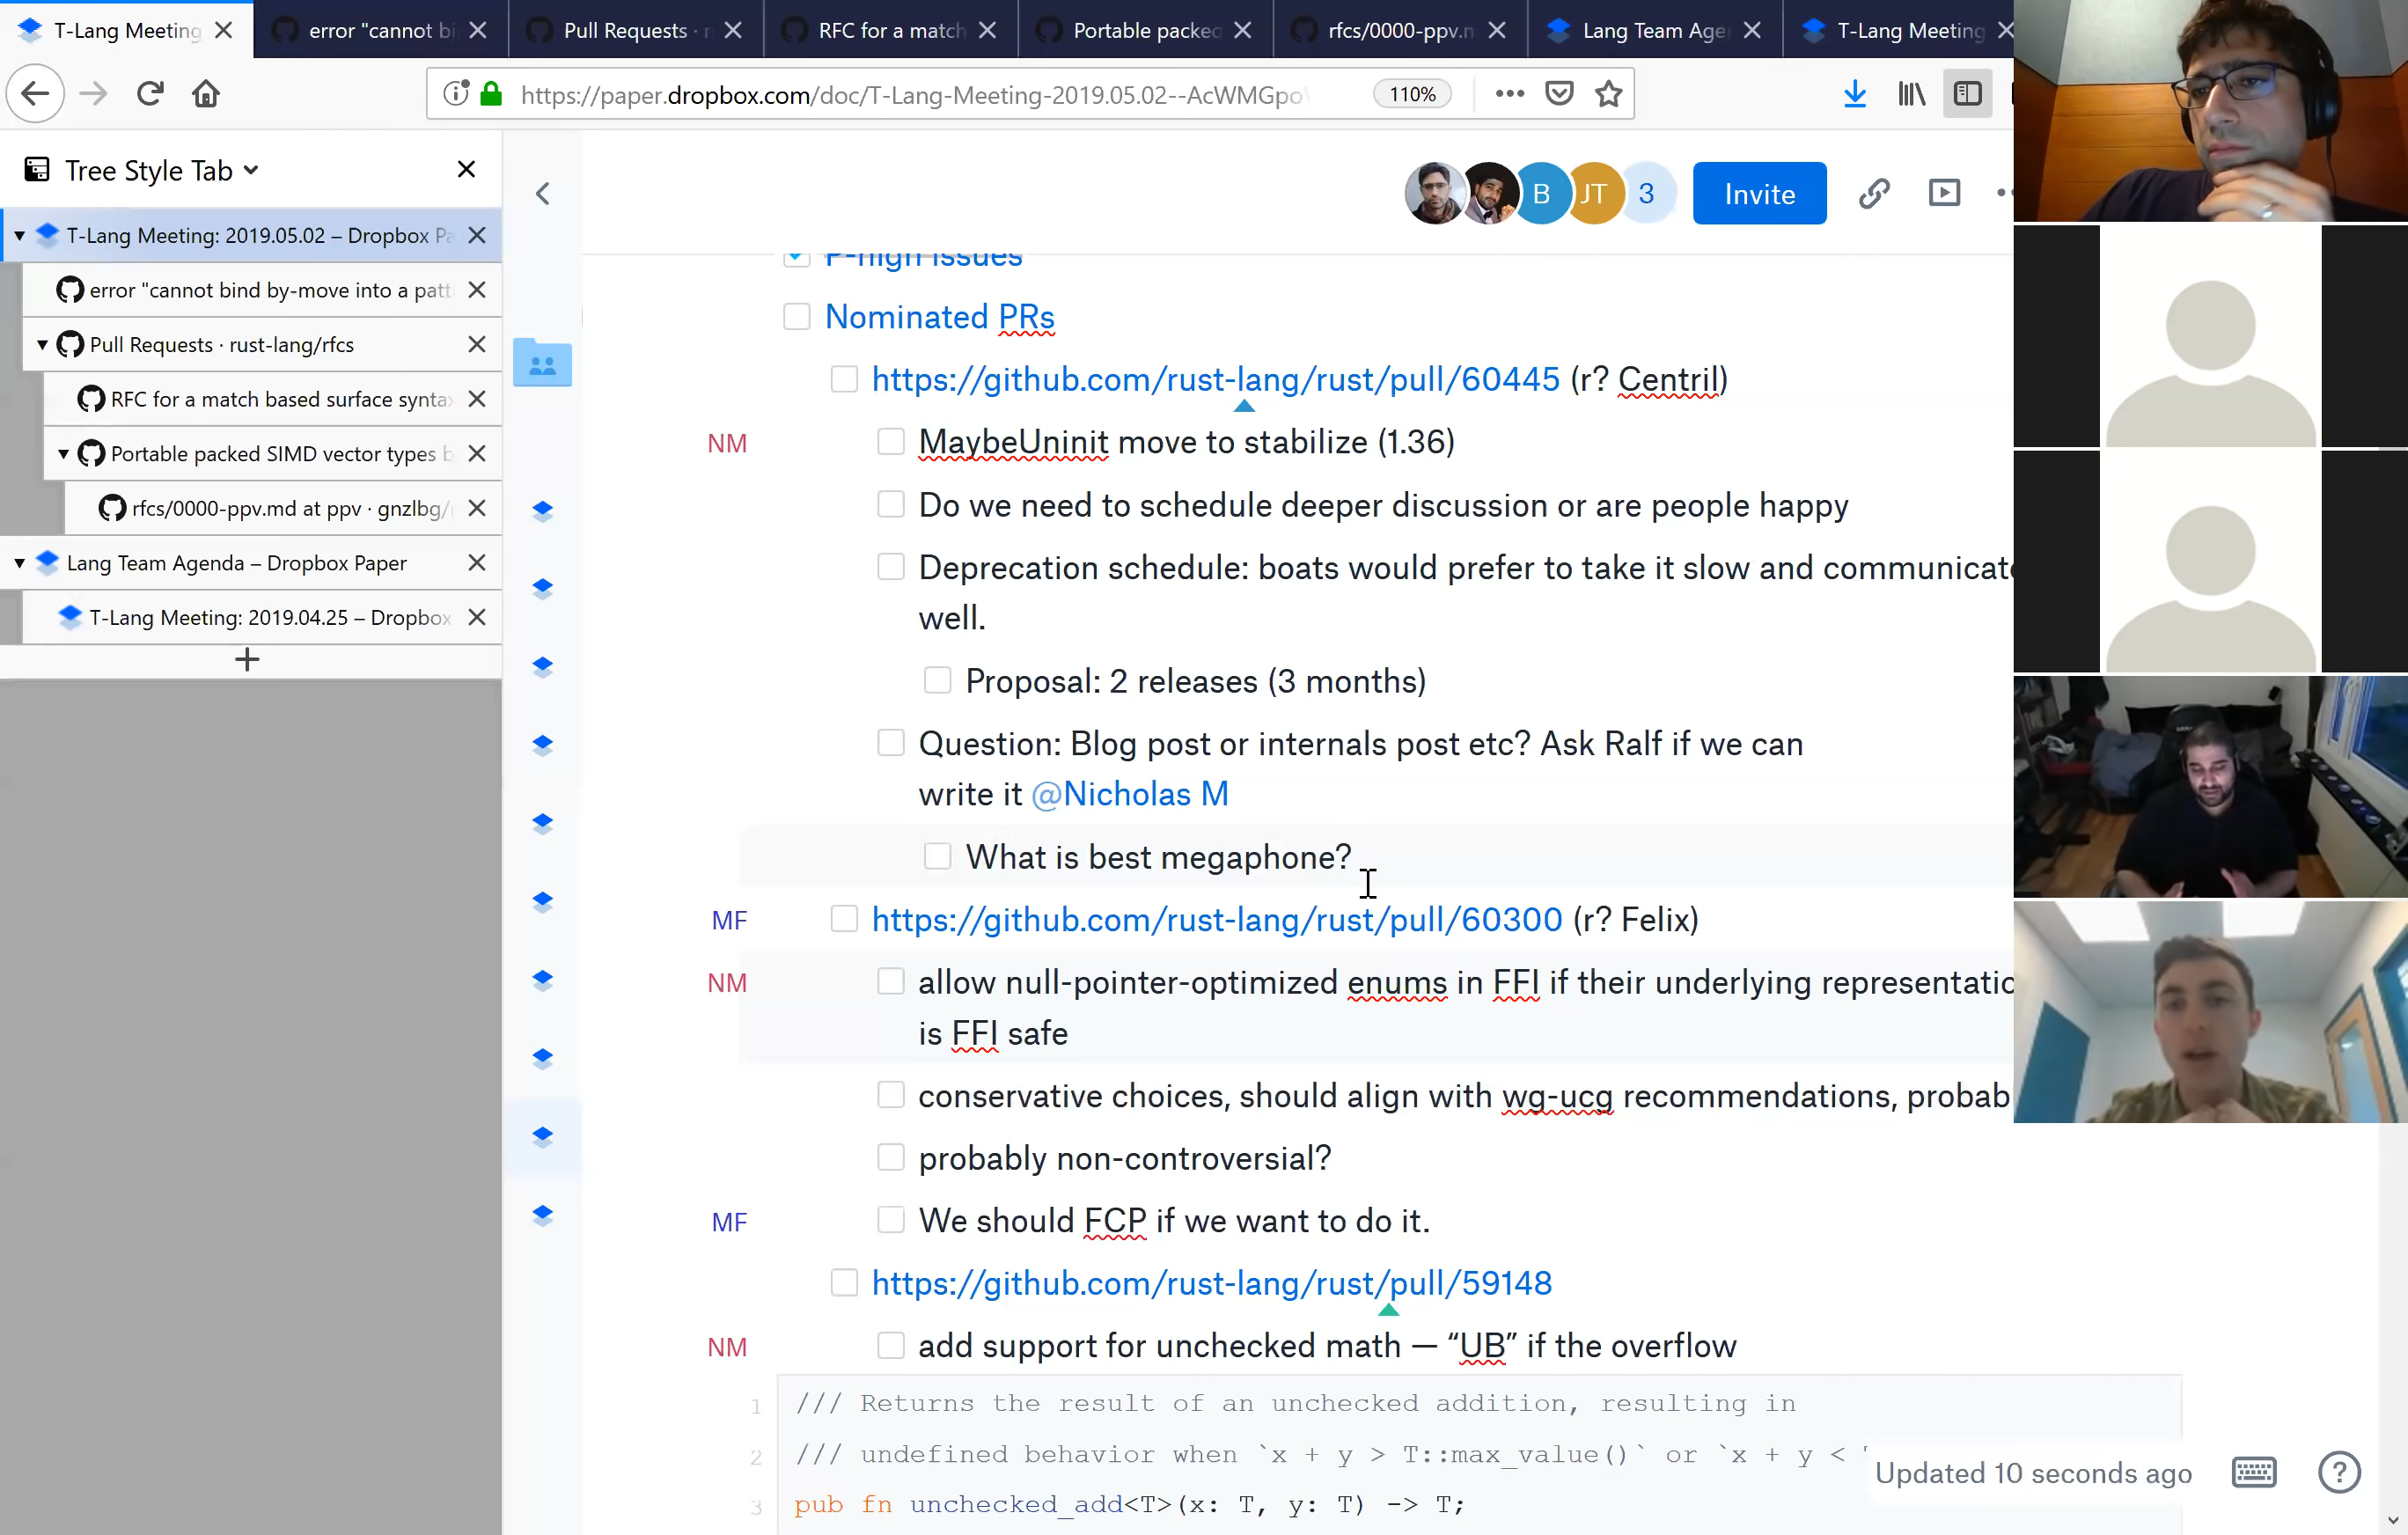 T-Lang Meeting
error "cannot bi
Pull Requests · r
RFC for a match
Portable packed
rfcs/0000-ppv.m
Lang Team Age
T-Lang Meeting
https://paper.dropbox.com/doc/T-Lang-Meeting-2019.05.02--AcWMGpo
110%
Tree Style Tab
T-Lang Meeting: 2019.05.02 – Dropbox Pa
error "cannot bind by-move into a patt
Pull Requests · rust-lang/rfcs
RFC for a match based surface syntax
Portable packed SIMD vector types b
rfcs/0000-ppv.md at ppv · gnzlbg/
Lang Team Agenda – Dropbox Paper
T-Lang Meeting: 2019.04.25 – Dropbox
B
JT
3
Invite
P-high issues
Nominated PRs
https://github.com/rust-lang/rust/pull/60445 (r? Centril)
NM
MaybeUninit move to stabilize (1.36)
Do we need to schedule deeper discussion or are people happy
Deprecation schedule: boats would prefer to take it slow and communicate
well.
Proposal: 2 releases (3 months)
Question: Blog post or internals post etc? Ask Ralf if we can
write it @Nicholas M
What is best megaphone?
MF
https://github.com/rust-lang/rust/pull/60300 (r? Felix)
NM
allow null-pointer-optimized enums in FFI if their underlying representatio
is FFI safe
conservative choices, should align with wg-ucg recommendations, probab
probably non-controversial?
MF
We should FCP if we want to do it.
https://github.com/rust-lang/rust/pull/59148
NM
add support for unchecked math — “UB” if the overflow
1
/// Returns the result of an unchecked addition, resulting in
2
/// undefined behavior when `x + y > T::max_value()` or `x + y < T
3
pub fn unchecked_add<T>(x: T, y: T) -> T;
Updated 10 seconds ago